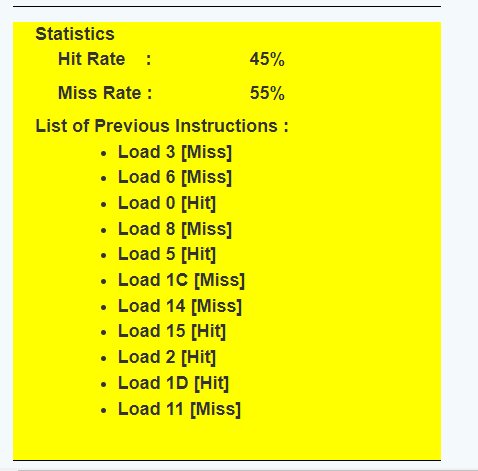 Statistics
Hit Rate : 45%
Miss Rate : 55%
List of Previous Instructions :
• Load 3 [Miss]
• Load 6 [Miss]
• Load 0 [Hit]
• Load 8 [Miss]
• Load 5 [Hit]
• Load 1C [Miss]
• Load 14 [Miss]
• Load 15 [Hit]
• Load 2 [Hit]
• Load 1D [Hit]
• Load 11 [Miss]